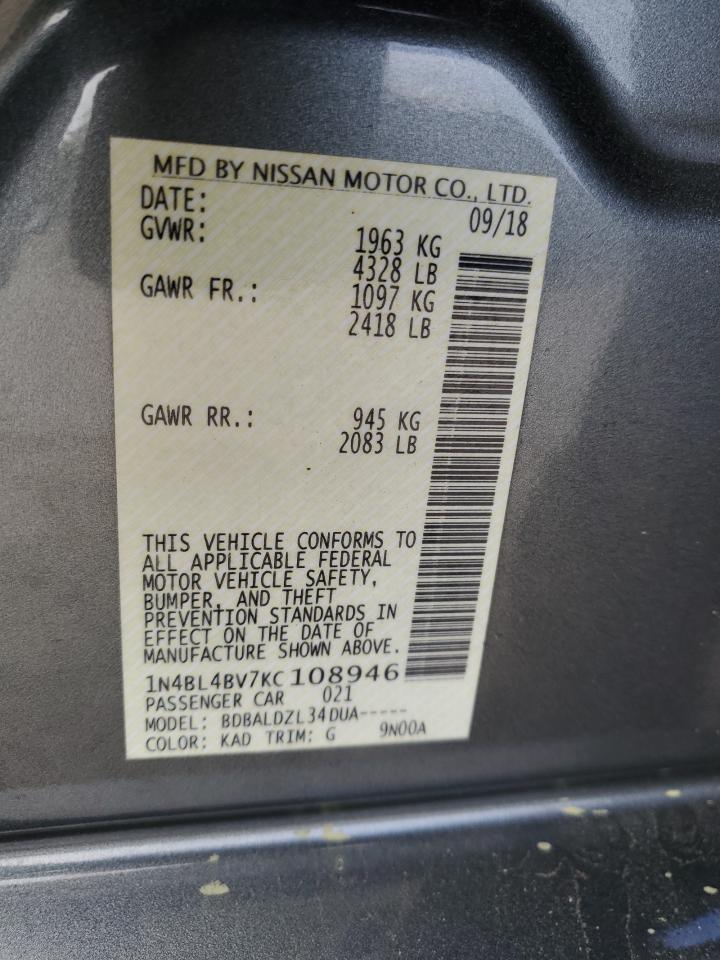 MFD BY NISSAN MOTOR CO., LTD.
DATE: 09/18
GVWR: 1963 KG
4328 LB
GAWR FR.: 1097 KG
2418 LB
GAWR RR.: 945 KG
2083 LB
THIS VEHICLE CONFORMS TO
ALL APPLICABLE FEDERAL
MOTOR VEHICLE SAFETY,
BUMPER, AND THEFT
PREVENTION STANDARDS IN
EFFECT ON THE DATE OF
MANUFACTURE SHOWN ABOVE.
1N4BL4BV7KC108946
PASSENGER CAR 021
MODEL: BDBALDZL34DUA-----
COLOR: KAD TRIM: G 9N00A